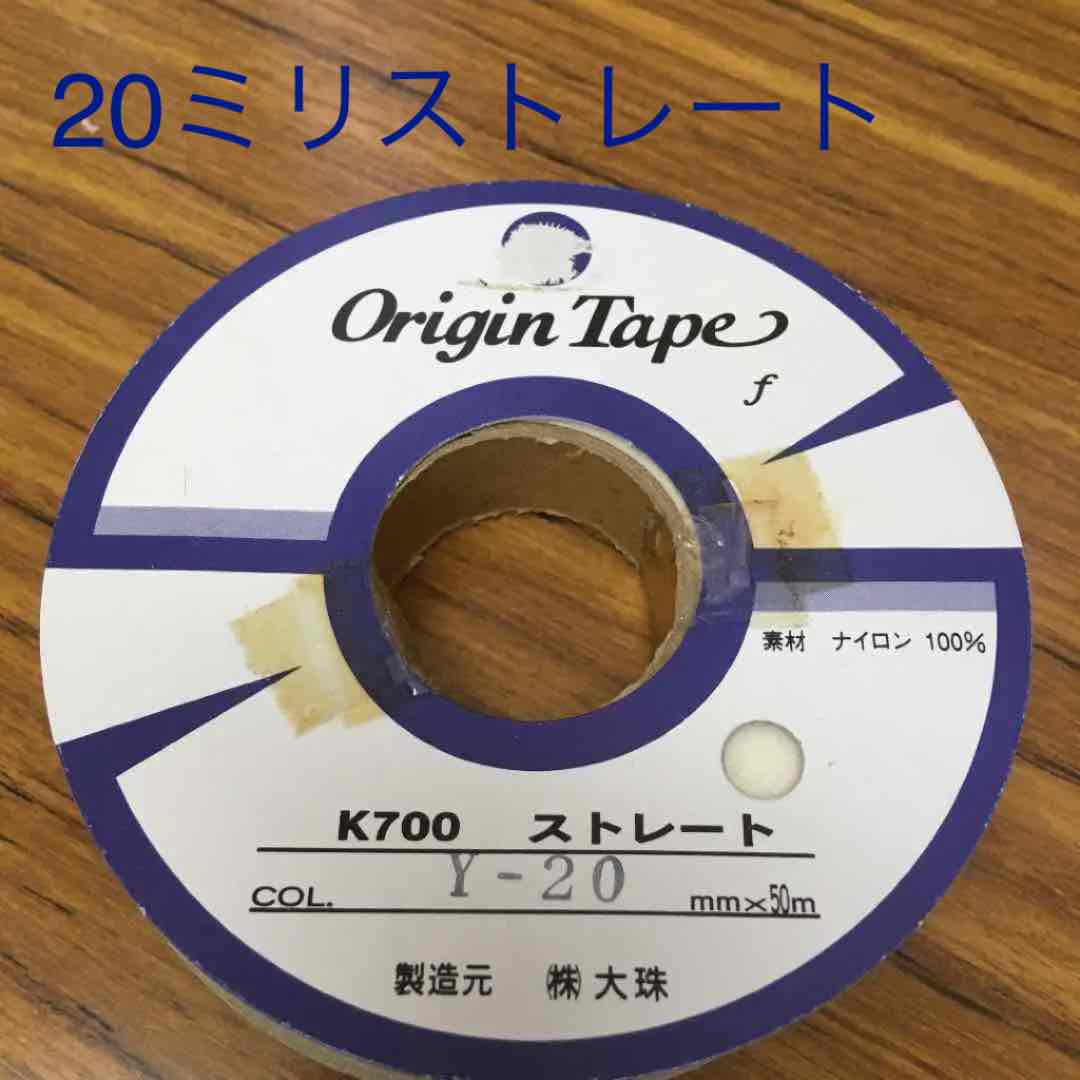 20ミリストレート
Origin Tape
f
素材 ナイロン 100%
K700 ストレート
Y-20
COL. mm×50m
製造元 ㈱大珠